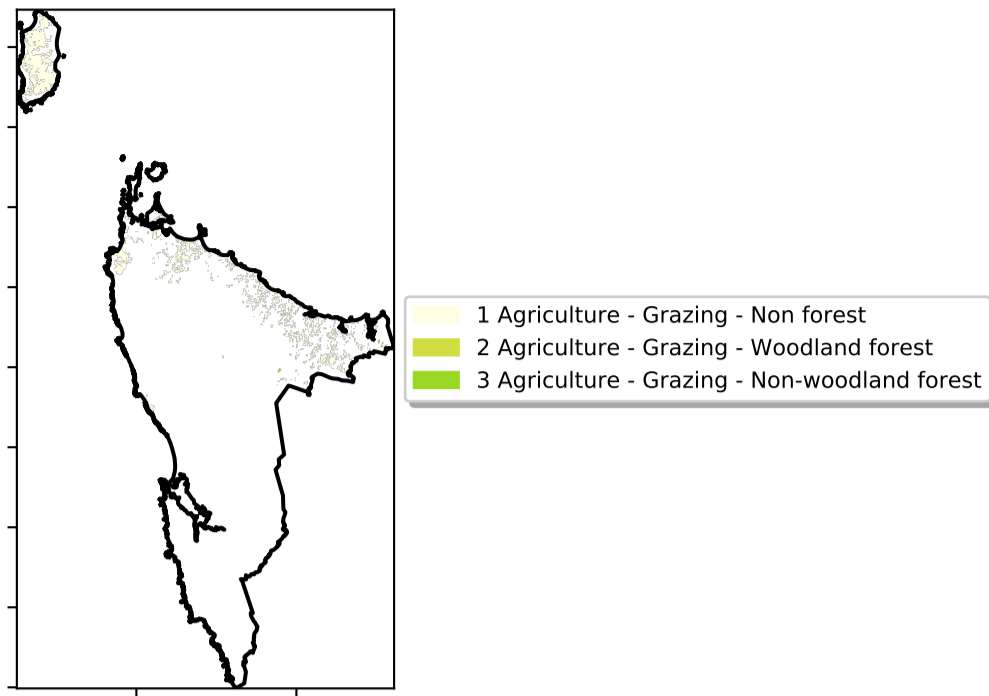 1 Agriculture - Grazing - Non forest
2 Agriculture - Grazing - Woodland forest
3 Agriculture - Grazing - Non-woodland forest